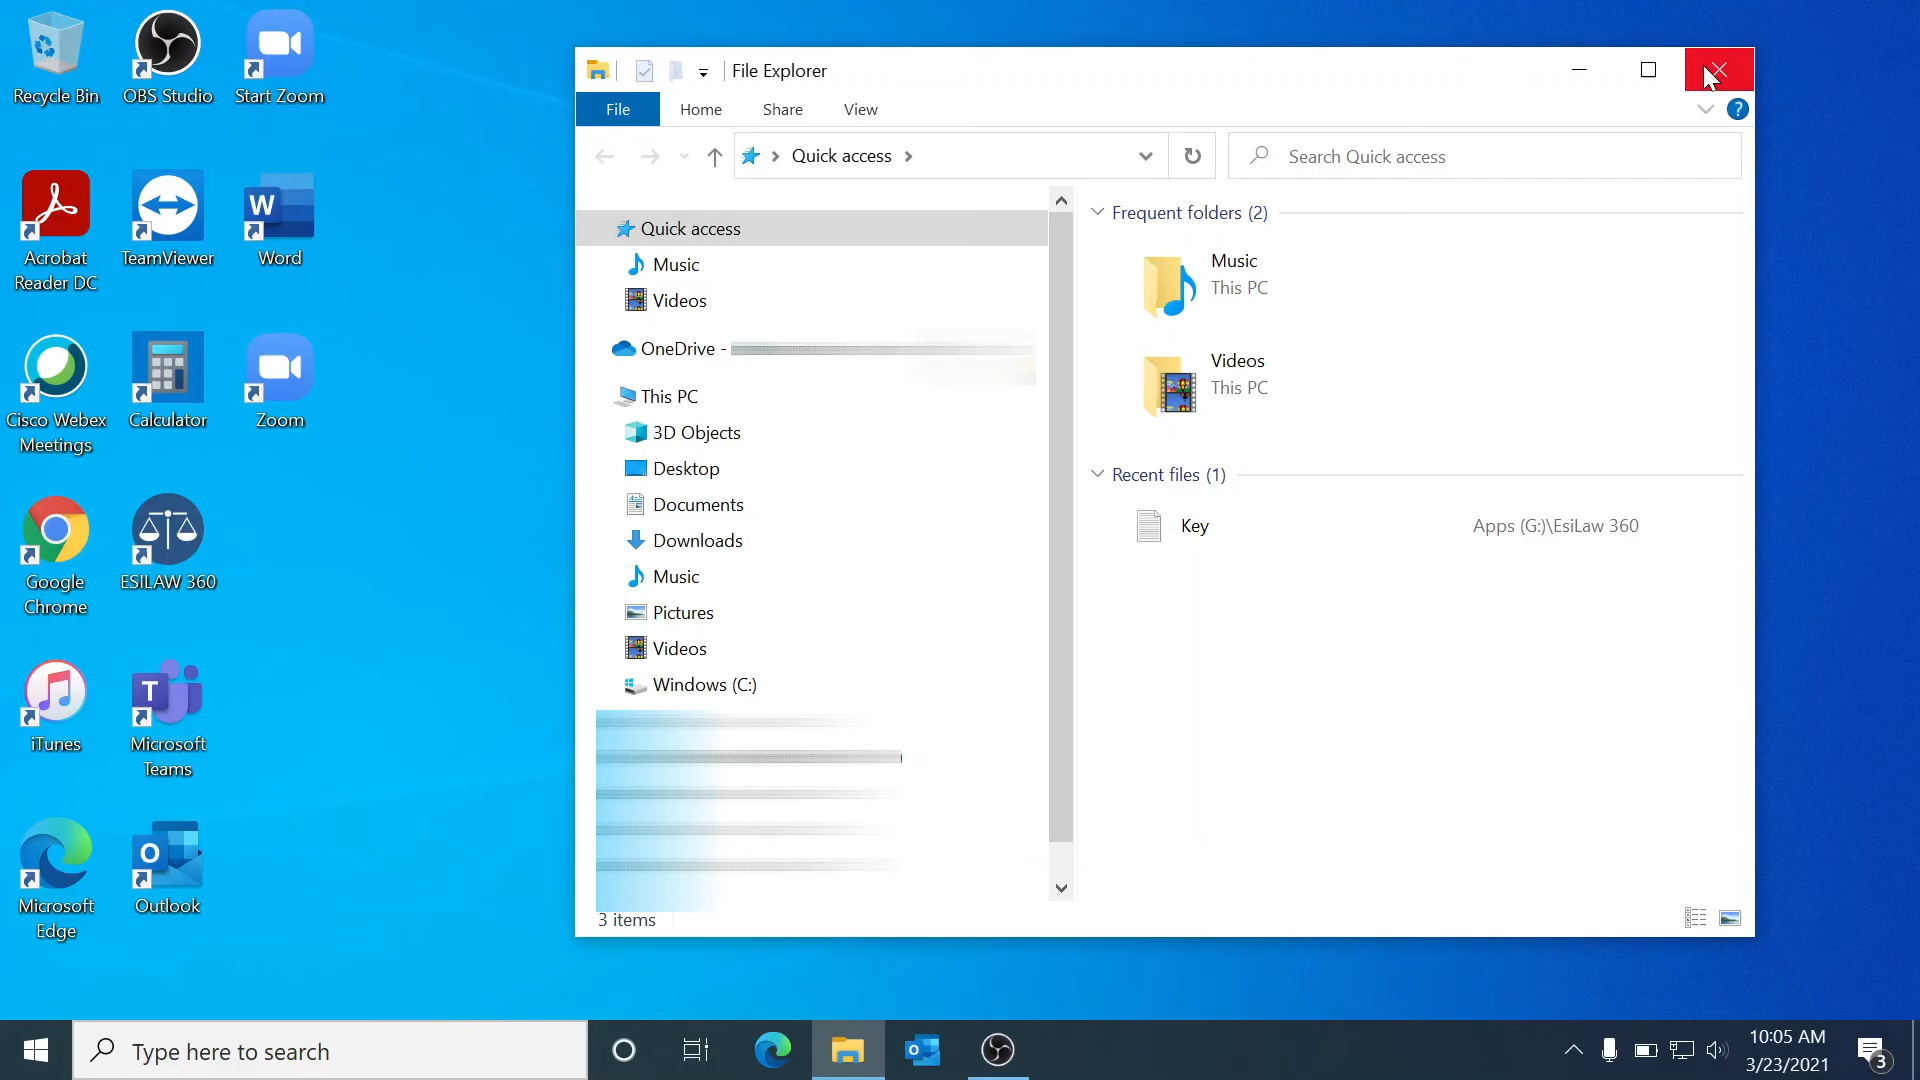 Recycle Bin
OBS Studio
Start Zoom
Acrobat
Reader DC
TeamViewer
Word
Cisco Webex
Meetings
Calculator
Zoom
Google
Chrome
ESILAW 360
iTunes
Microsoft
Teams
Microsoft
Edge
Outlook
File Explorer
File Home Share View
?
Quick access
Search Quick access
Quick access
Music
Videos
OneDrive -
This PC
3D Objects
Desktop
Documents
Downloads
Music
Pictures
Videos
Windows (C:)
Frequent folders (2)
Music
This PC
Videos
This PC
Recent files (1)
Key Apps (G:)\EsiLaw 360
3 items
Type here to search
10:05 AM
3/23/2021
3